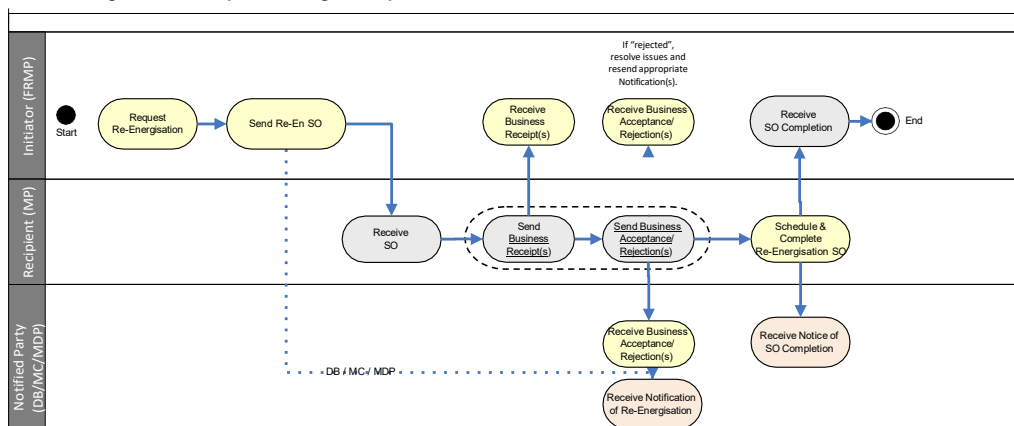 Initiator (FRMP)
Start
Request
Re-Energisation
Send Re-En SO
Receive
Business
Receipt(s)
If “rejected”,
resolve issues and
resend appropriate
Notification(s).
Receive Business
Acceptance/
Rejection(s)
Receive
SO Completion
End
Recipient (MP)
Receive
SO
Send
Business
Receipt(s)
Send Business
Acceptance/
Rejection(s)
Schedule &
Complete
Re-Energisation SO
Notified Party
(DB/MC/MDP)
DB / MC / MDP
Receive Business
Acceptance/
Rejection(s)
Receive Notification
of Re-Energisation
Receive Notice of
SO Completion